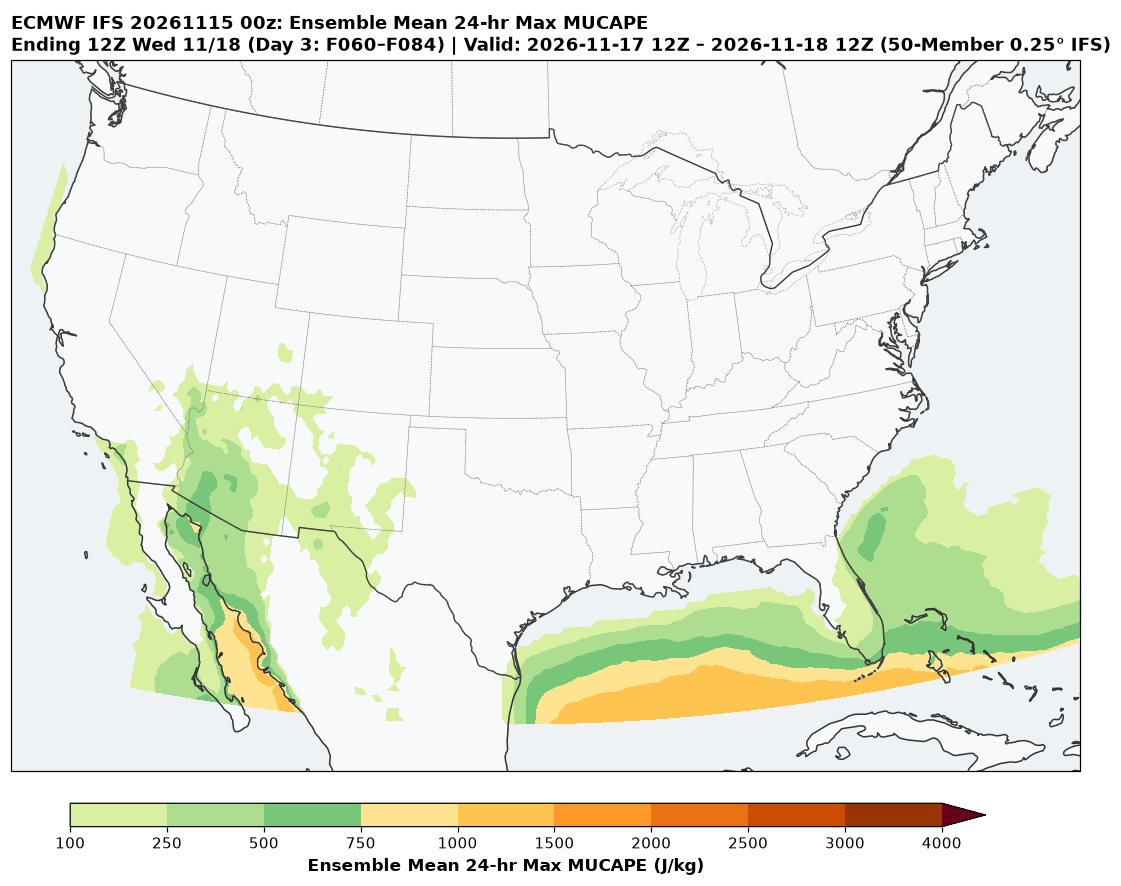 ECMWF IFS 20261115 00z: Ensemble Mean 24-hr Max MUCAPE
Ending 12Z Wed 11/18 (Day 3: F060–F084) | Valid: 2026-11-17 12Z – 2026-11-18 12Z (50-Member 0.25° IFS)
100 250 500 750 1000 1500 2000 2500 3000 4000
Ensemble Mean 24-hr Max MUCAPE (J/kg)